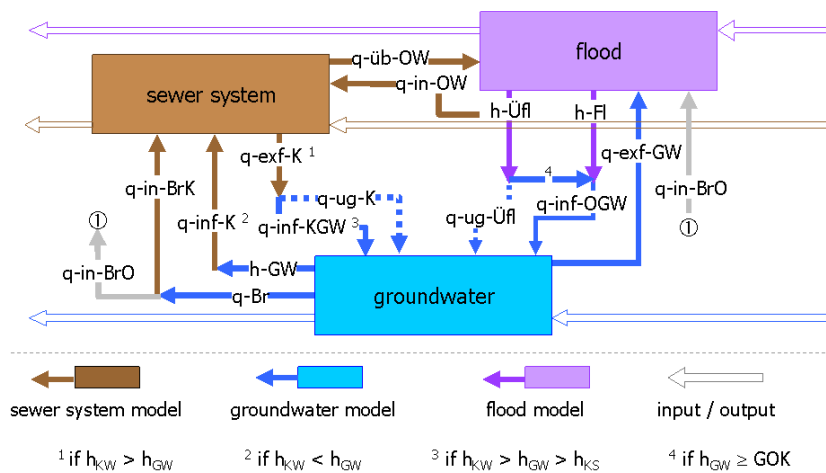 flood
q-üb-OW
q-in-OW
sewer system
h-Üfl
h-Fl
q-exf-K 1
q-exf-GW
4
q-in-BrK
q-ug-K
q-in-BrO
q-inf-K 2
q-inf-OGW
q-ug-Üfl
q-inf-KGW 3
①
①
h-GW
q-in-BrO
q-Br
groundwater
sewer system model
groundwater model
flood model
input / output
1 if hKW > hGW
2 if hKW < hGW
3 if hKW > hGW > hKS
4 if hGW ≥ GOK